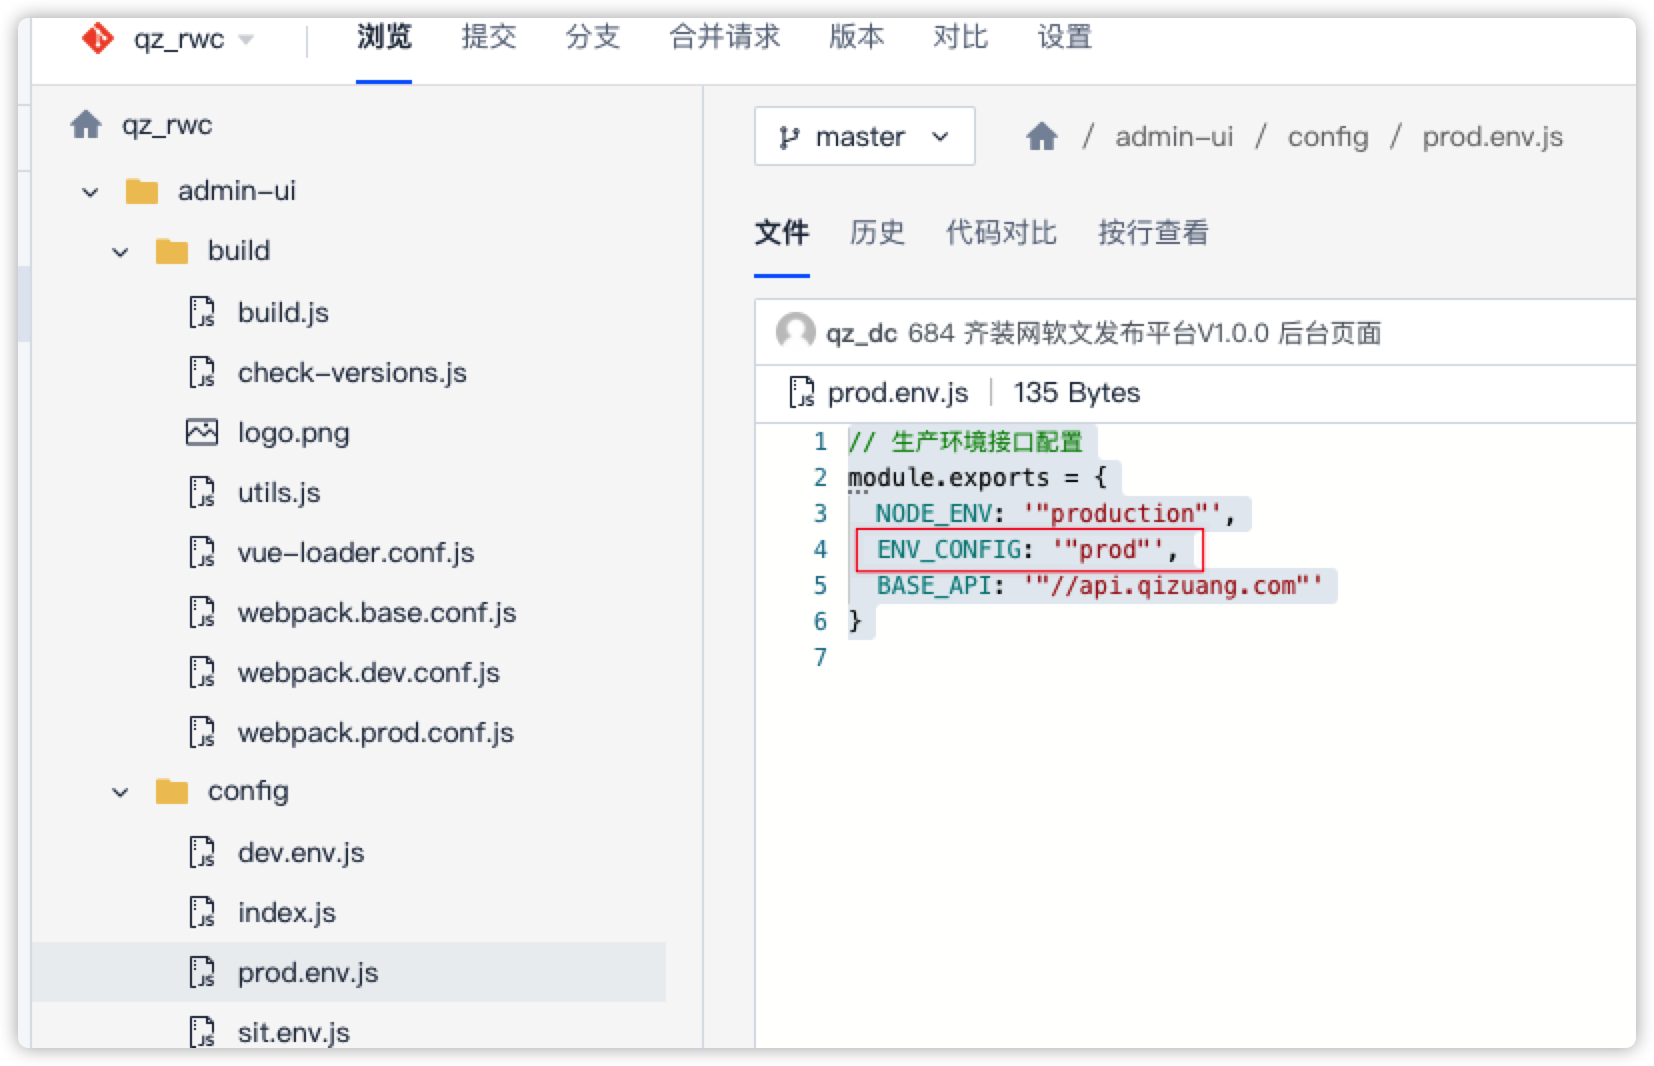 qz_rwc
浏览 提交 分支 合并请求 版本 对比 设置
qz_rwc
admin-ui
build
build.js
check-versions.js
logo.png
utils.js
vue-loader.conf.js
webpack.base.conf.js
webpack.dev.conf.js
webpack.prod.conf.js
config
dev.env.js
index.js
prod.env.js
sit.env.js
master
/ admin-ui / config / prod.env.js
文件 历史 代码对比 按行查看
qz_dc 684 齐装网软文发布平台V1.0.0 后台页面
prod.env.js | 135 Bytes
1 // 生产环境接口配置
2 module.exports = {
3 NODE_ENV: '"production"',
4 ENV_CONFIG: '"prod"',
5 BASE_API: '"//api.qizuang.com"'
6 }
7